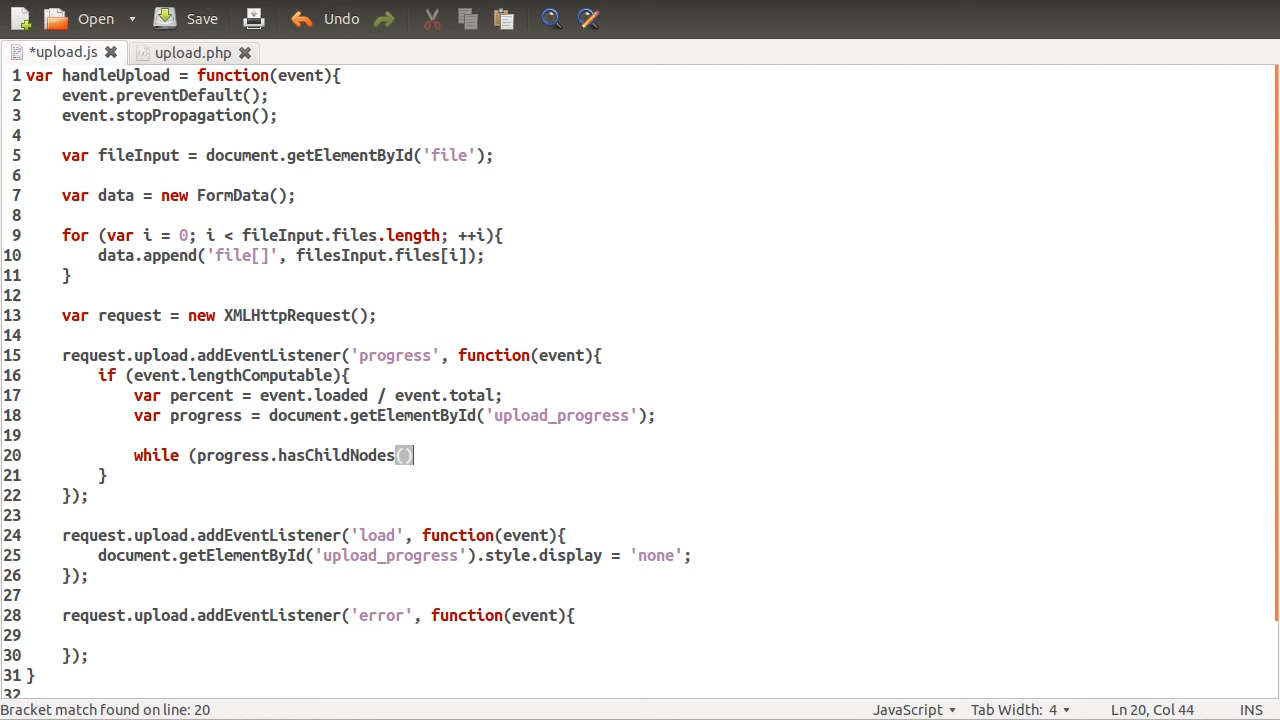 Open Save Undo
*upload.js upload.php
1 var handleUpload = function(event){
2 event.preventDefault();
3 event.stopPropagation();
4
5 var fileInput = document.getElementById('file');
6
7 var data = new FormData();
8
9 for (var i = 0; i < fileInput.files.length; ++i){
10 data.append('file[]', filesInput.files[i]);
11 }
12
13 var request = new XMLHttpRequest();
14
15 request.upload.addEventListener('progress', function(event){
16 if (event.lengthComputable){
17 var percent = event.loaded / event.total;
18 var progress = document.getElementById('upload_progress');
19
20 while (progress.hasChildNodes()
21 }
22 });
23
24 request.upload.addEventListener('load', function(event){
25 document.getElementById('upload_progress').style.display = 'none';
26 });
27
28 request.upload.addEventListener('error', function(event){
29
30 });
31 }
32
Bracket match found on line: 20 JavaScript Tab Width: 4 Ln 20, Col 44 INS